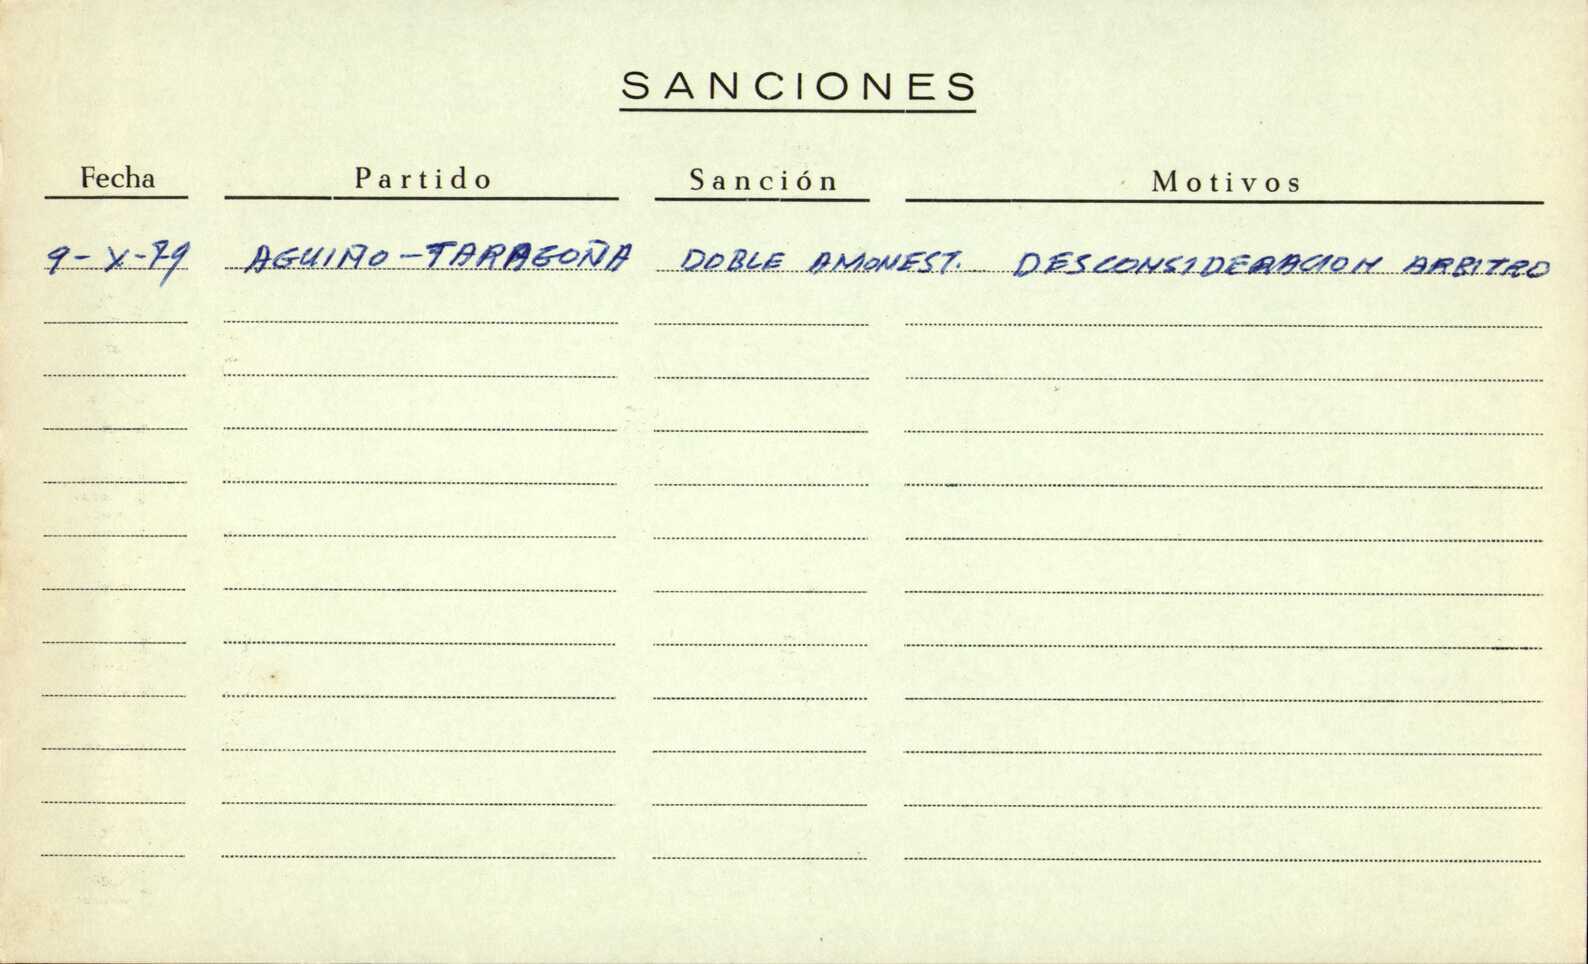 SANCIONES
Fecha Partido Sanción Motivos
9-X-79 AGUIÑO-TARAGOÑA DOBLE AMONEST. DESCONSIDERACION ARBITRO